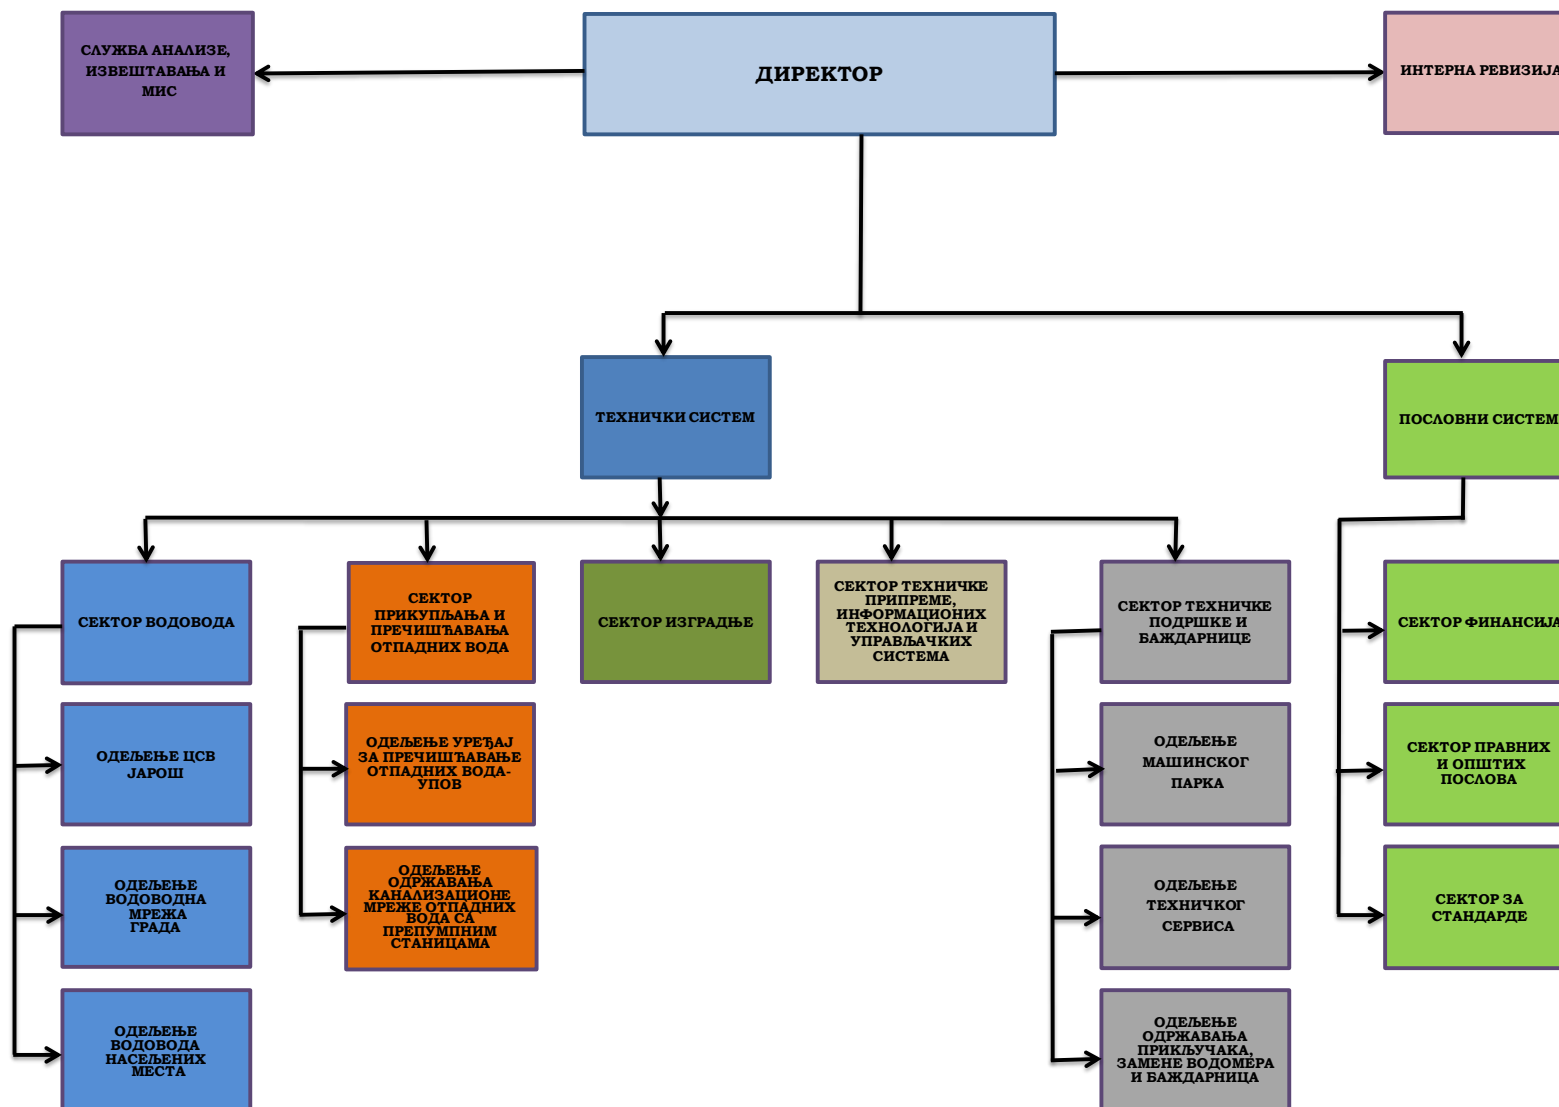 СЛУЖБА АНАЛИЗЕ,
ИЗВЕШТАВАЊА И
МИС
ДИРЕКТОР
ИНТЕРНА РЕВИЗИЈА
ТЕХНИЧКИ СИСТЕМ
ПОСЛОВНИ СИСТЕМ
СЕКТОР ВОДОВОДА
СЕКТОР
ПРИКУПЉАЊА И
ПРЕЧИШЋАВАЊА
ОТПАДНИХ ВОДА
СЕКТОР ИЗГРАДЊЕ
СЕКТОР ТЕХНИЧКЕ
ПРИПРЕМЕ,
ИНФОРМАЦИОНИХ
ТЕХНОЛОГИЈА И
УПРАВЉАЧКИХ
СИСТЕМА
СЕКТОР ТЕХНИЧКЕ
ПОДРШКЕ И
БАЖДАРНИЦЕ
СЕКТОР ФИНАНСИЈА
ОДЕЉЕЊЕ ЦСВ
ЈАРОШ
ОДЕЉЕЊЕ УРЕЂАЈ
ЗА ПРЕЧИШЋАВАЊЕ
ОТПАДНИХ ВОДА-
УПОВ
ОДЕЉЕЊЕ
МАШИНСКОГ
ПАРКА
СЕКТОР ПРАВНИХ
И ОПШТИХ
ПОСЛОВА
ОДЕЉЕЊЕ
ВОДОВОДНА
МРЕЖА
ГРАДА
ОДЕЉЕЊЕ
ОДРЖАВАЊА
КАНАЛИЗАЦИОНЕ
МРЕЖЕ ОТПАДНИХ
ВОДА СА
ПРЕПУМПНИМ
СТАНИЦАМА
ОДЕЉЕЊЕ
ТЕХНИЧКОГ
СЕРВИСА
СЕКТОР ЗА
СТАНДАРДЕ
ОДЕЉЕЊЕ
ВОДОВОДА
НАСЕЉЕНИХ
МЕСТА
ОДЕЉЕЊЕ
ОДРЖАВАЊА
ПРИКЉУЧАКА,
ЗАМЕНЕ ВОДОМЕРА
И БАЖДАРНИЦА